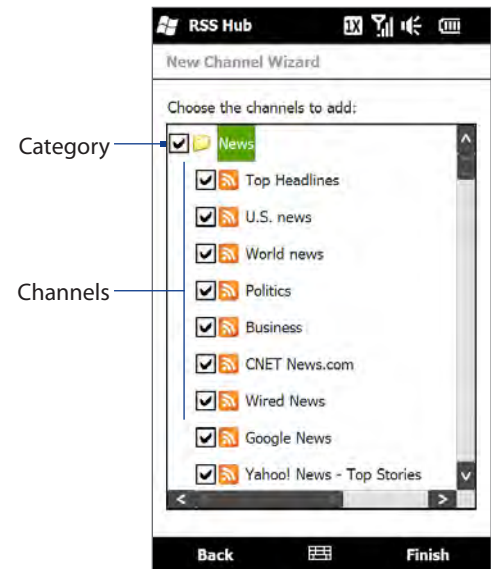 RSS Hub 1X
New Channel Wizard
Choose the channels to add:
Category
News
Top Headlines
U.S. news
World news
Channels
Politics
Business
CNET News.com
Wired News
Google News
Yahoo! News - Top Stories
Back Finish